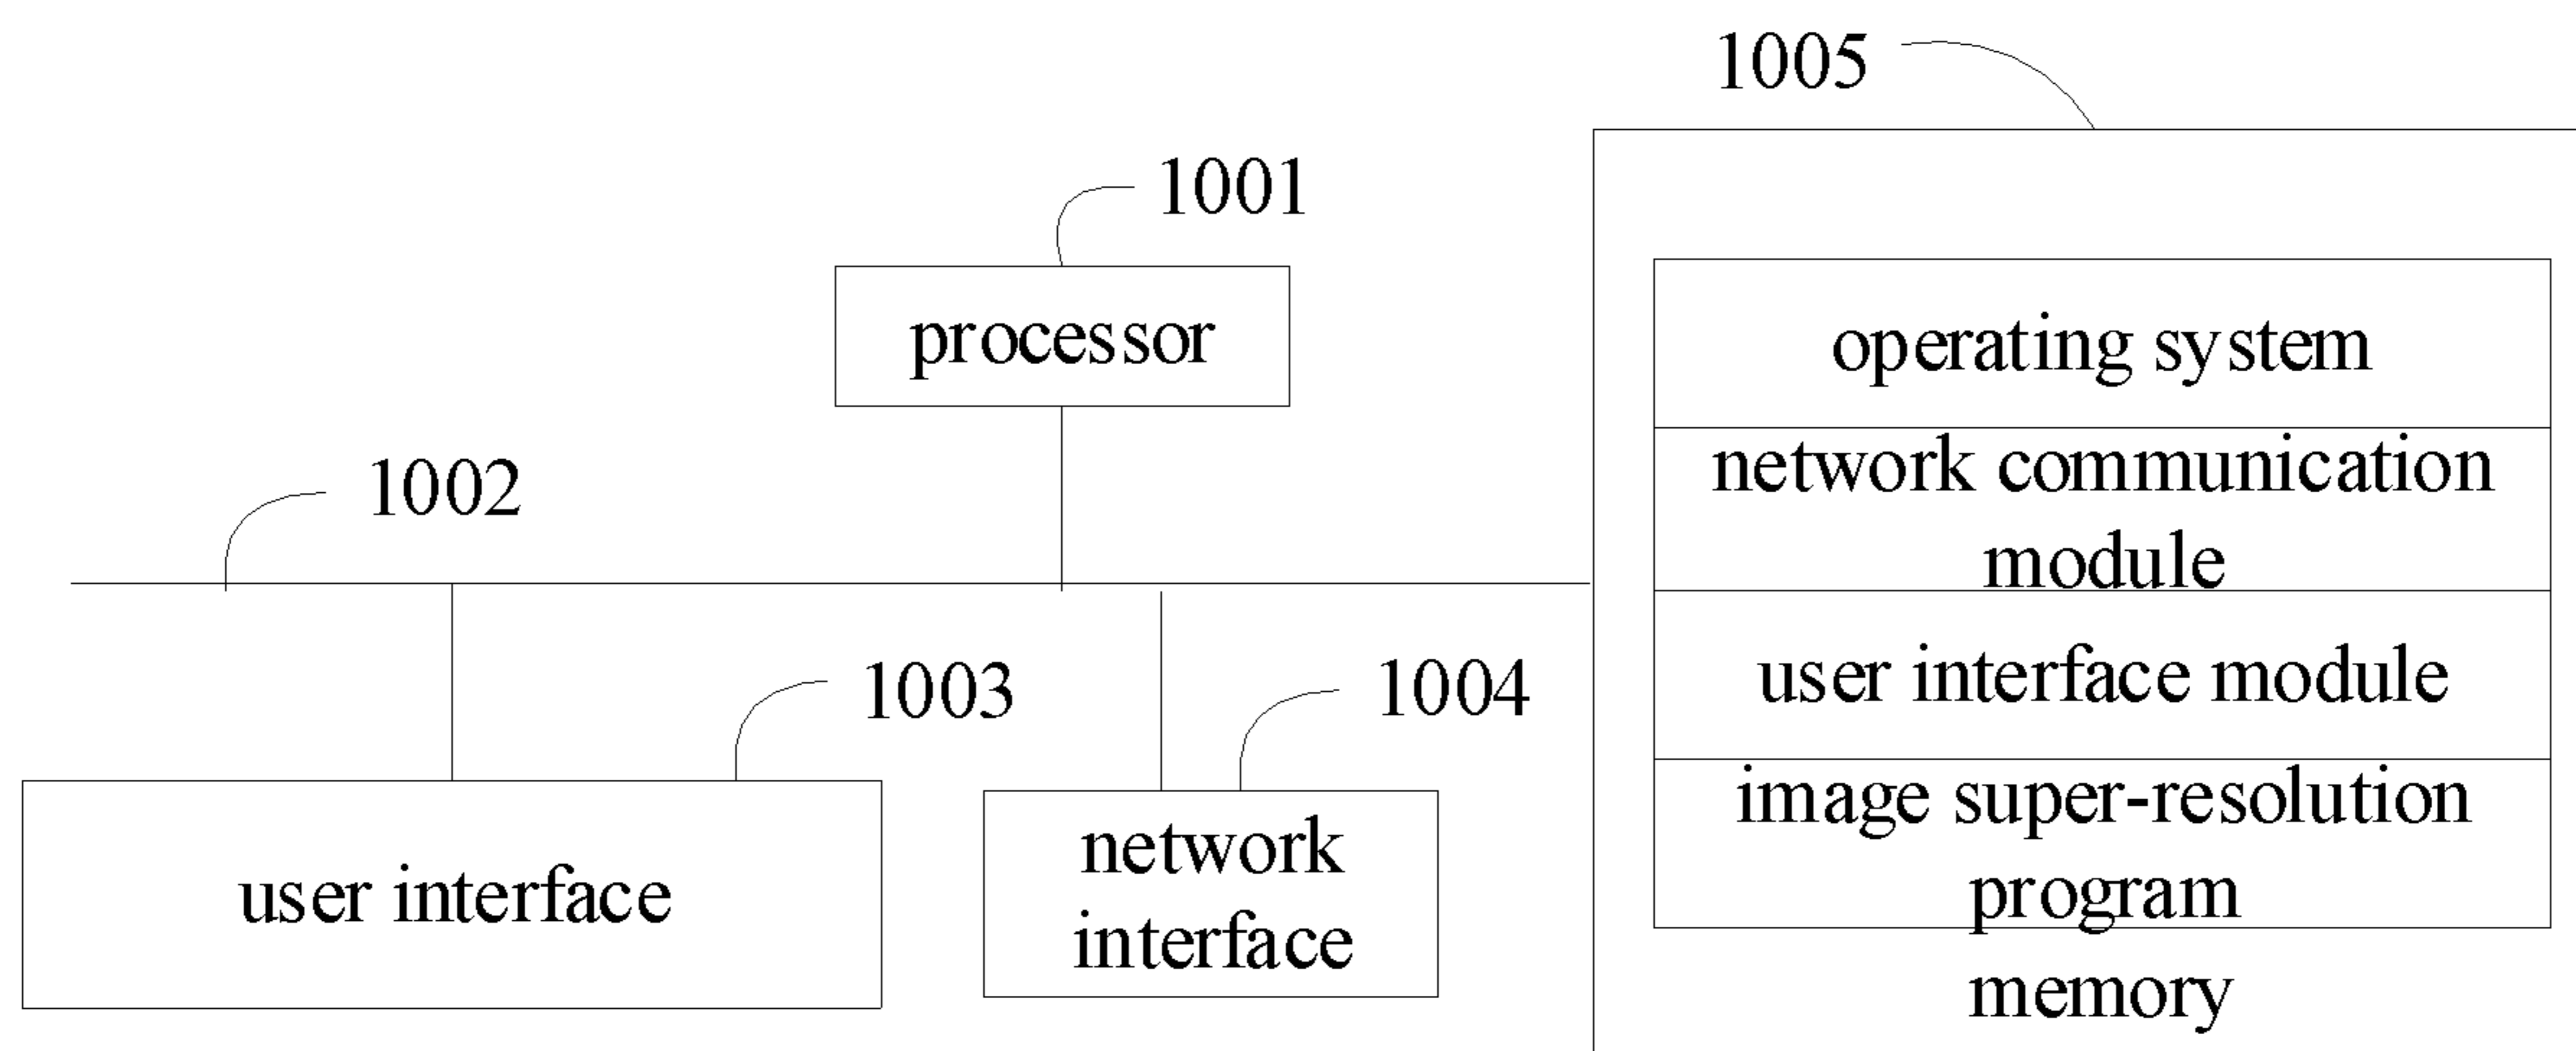 1005
1001
processor
operating system
network communication
module
1002
user interface module
1003
1004
image super-resolution
program
user interface
network
interface
memory